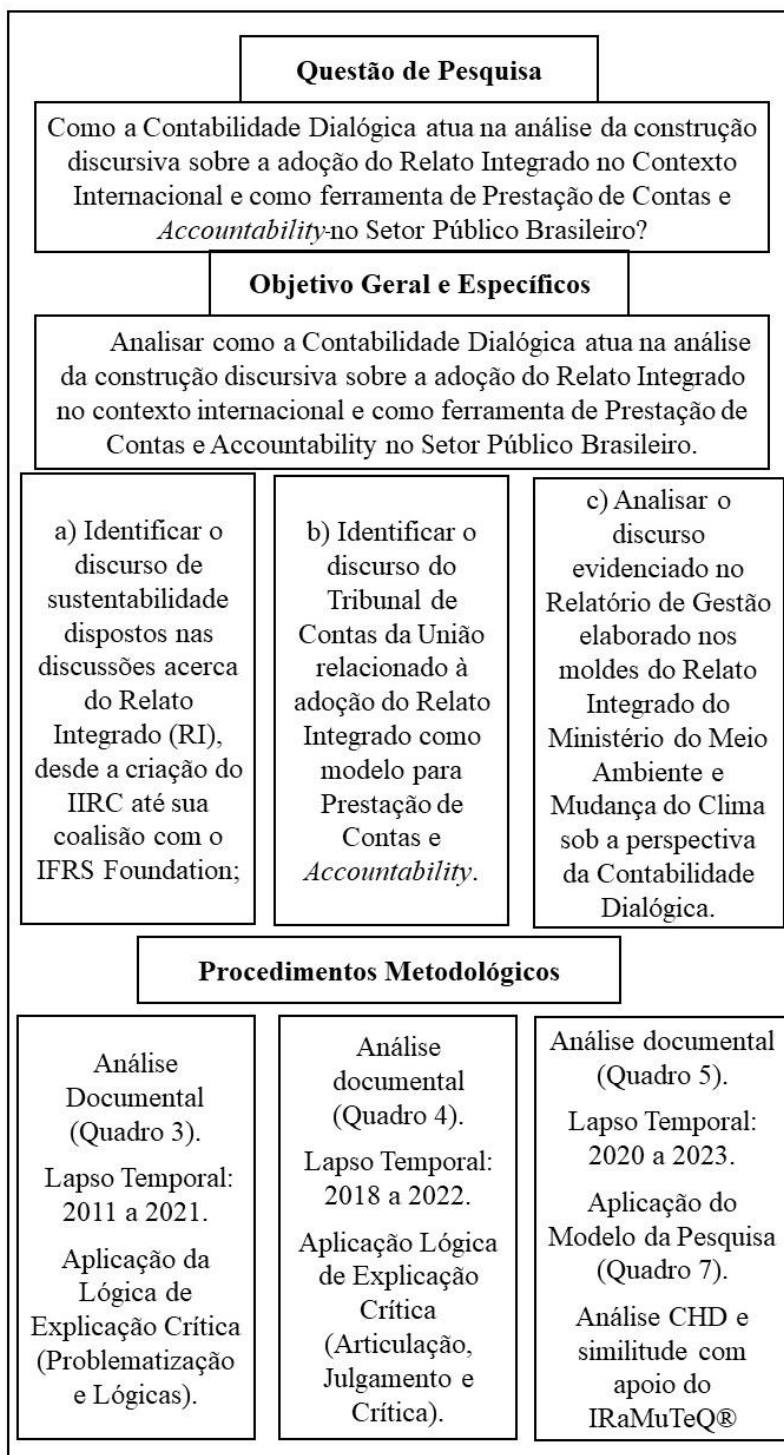 Questão de Pesquisa
Como a Contabilidade Dialógica atua na análise da construção
discursiva sobre a adoção do Relato Integrado no Contexto
Internacional e como ferramenta de Prestação de Contas e
Accountability-no Setor Público Brasileiro?
Objetivo Geral e Específicos
Analisar como a Contabilidade Dialógica atua na análise
da construção discursiva sobre a adoção do Relato Integrado
no contexto internacional e como ferramenta de Prestação de
Contas e Accountability no Setor Público Brasileiro.
a) Identificar o
discurso de
sustentabilidade
dispostos nas
discussões acerca
do Relato
Integrado (RI),
desde a criação do
IIRC até sua
coalisão com o
IFRS Foundation;
b) Identificar o
discurso do
Tribunal de
Contas da União
relacionado à
adoção do Relato
Integrado como
modelo para
Prestação de
Contas e
Accountability.
c) Analisar o
discurso
evidenciado no
Relatório de Gestão
elaborado nos
moldes do Relato
Integrado do
Ministério do Meio
Ambiente e
Mudança do Clima
sob a perspectiva
da Contabilidade
Dialógica.
Procedimentos Metodológicos
Análise
Documental
(Quadro 3).
Lapso Temporal:
2011 a 2021.
Aplicação da
Lógica de
Explicação Crítica
(Problematização
e Lógicas).
Análise
documental
(Quadro 4).
Lapso Temporal:
2018 a 2022.
Aplicação Lógica
de Explicação
Crítica
(Articulação,
Julgamento e
Crítica).
Análise documental
(Quadro 5).
Lapso Temporal:
2020 a 2023.
Aplicação do
Modelo da Pesquisa
(Quadro 7).
Análise CHD e
similitude com
apoio do
IRaMuTeQ®